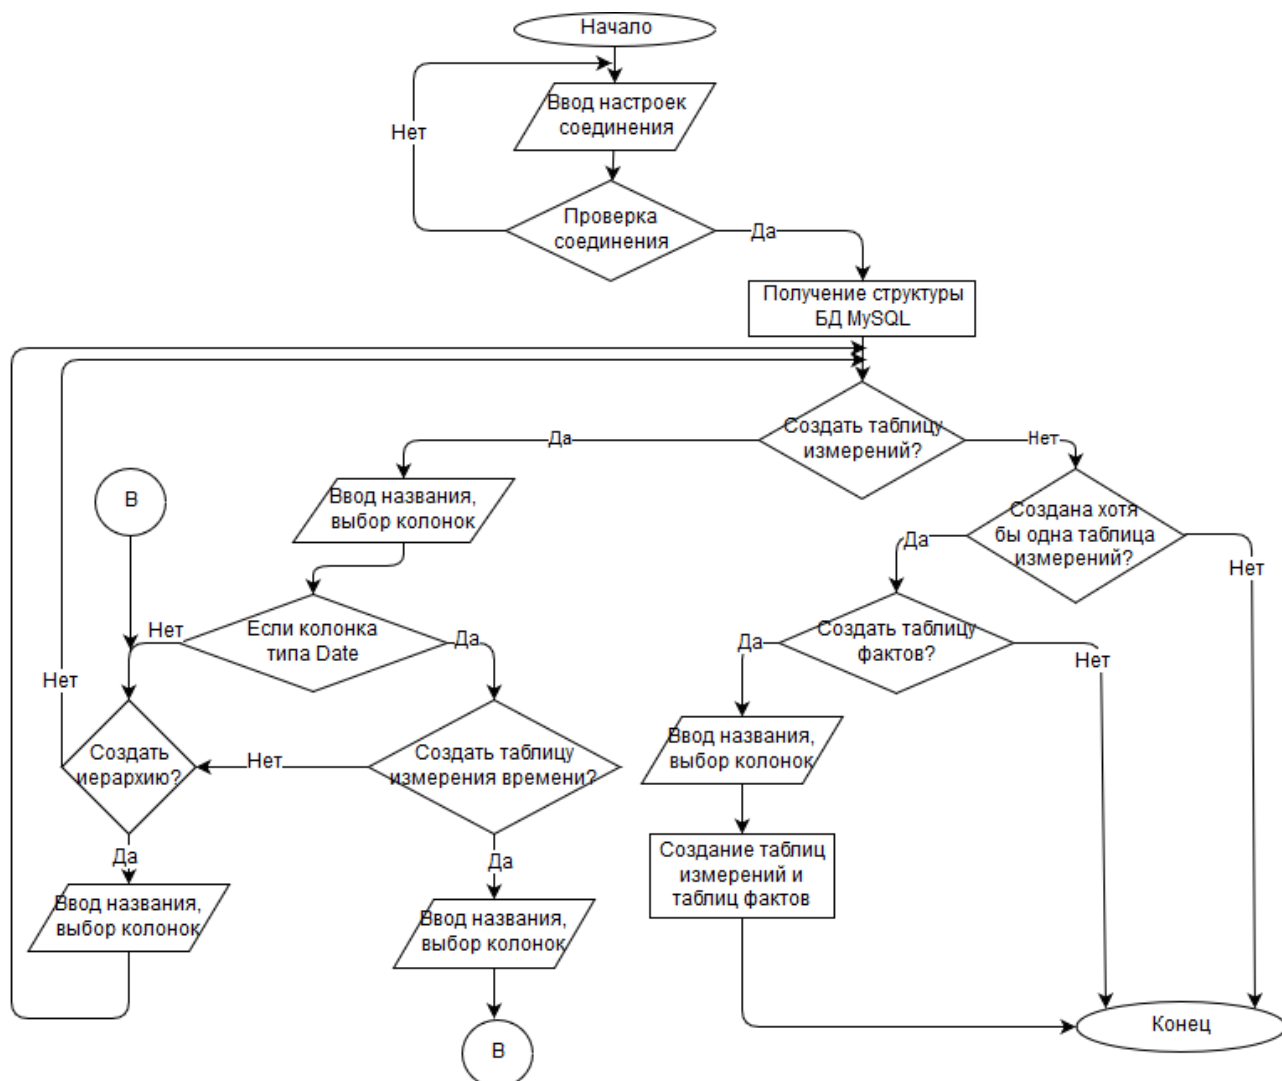 Начало
Ввод настроек
соединения
Нет
Проверка
соединения
Да
Получение структуры
БД MySQL
Создать таблицу
измерений?
Да
Нет
В
Ввод названия,
выбор колонок
Создана хотя
бы одна таблица
измерений?
Да
Нет
Если колонка
типа Date
Нет
Да
Создать таблицу
фактов?
Да
Нет
Нет
Создать
иерархию?
Нет
Создать таблицу
измерения времени?
Ввод названия,
выбор колонок
Да
Да
Создание таблиц
измерений и
таблиц фактов
Ввод названия,
выбор колонок
Ввод названия,
выбор колонок
В
Конец